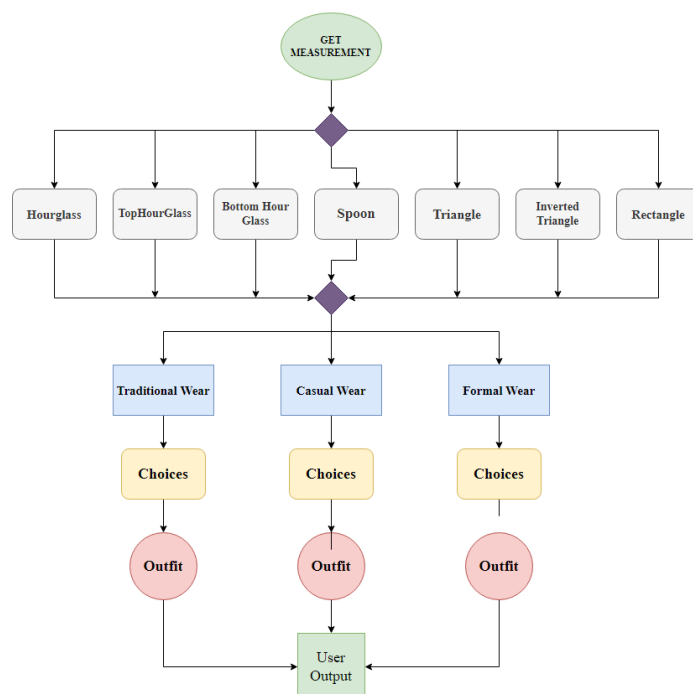 GET
MEASUREMENT
Hourglass
TopHourGlass
Bottom Hour
Glass
Spoon
Triangle
Inverted
Triangle
Rectangle
Traditional Wear
Casual Wear
Formal Wear
Choices
Choices
Choices
Outfit
Outfit
Outfit
User
Output